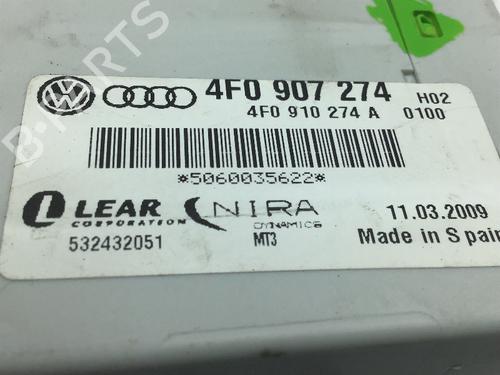 B-PARTS
4F0 907 274 H02
4F0 910 274 A 0100
*5060035622*
LEAR NIRA 11.03.2009
CORPORATION DYNAMICS
532432051 MT3 Made in Spain